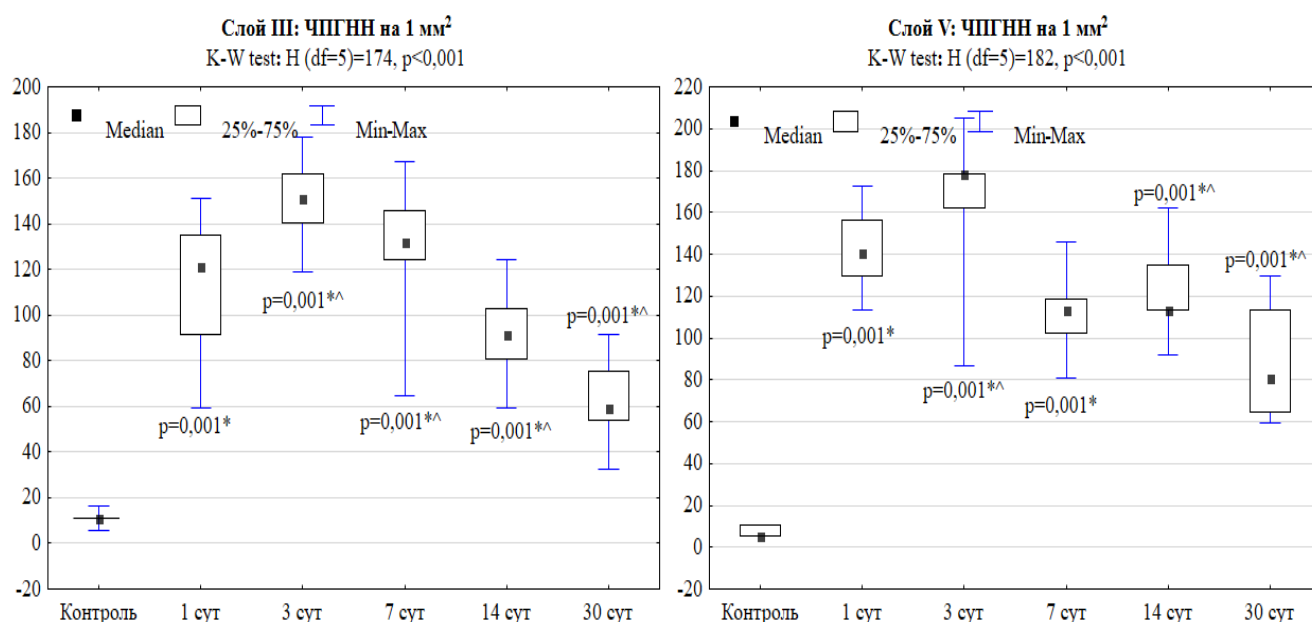 Слой III: ЧПГНН на 1 мм²
K-W test: H (df=5)=174, p<0,001
200
180
160
140
120
100
80
60
40
20
0
-20
Median
25%-75%
Min-Max
p=0,001*
p=0,001*^
p=0,001*^
p=0,001*^
p=0,001*^
Контроль
1 сут
3 сут
7 сут
14 сут
30 сут
Слой V: ЧПГНН на 1 мм²
K-W test: H (df=5)=182, p<0,001
220
200
180
160
140
120
100
80
60
40
20
0
-20
Median
25%-75%
Min-Max
p=0,001*
p=0,001*^
p=0,001*
p=0,001*^
p=0,001*^
Контроль
1 сут
3 сут
7 сут
14 сут
30 сут